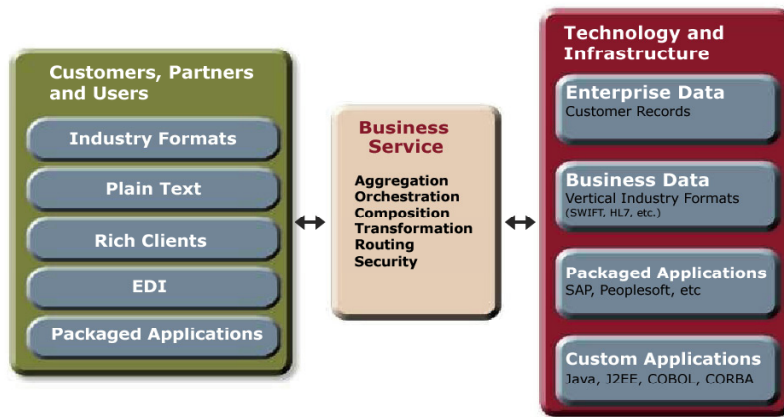 Customers, Partners
and Users
Industry Formats
Plain Text
Rich Clients
EDI
Packaged Applications
Business
Service
Aggregation
Orchestration
Composition
Transformation
Routing
Security
Technology and
Infrastructure
Enterprise Data
Customer Records
Business Data
Vertical Industry Formats
(SWIFT, HL7, etc.)
Packaged Applications
SAP, Peoplesoft, etc
Custom Applications
Java, J2EE, COBOL, CORBA